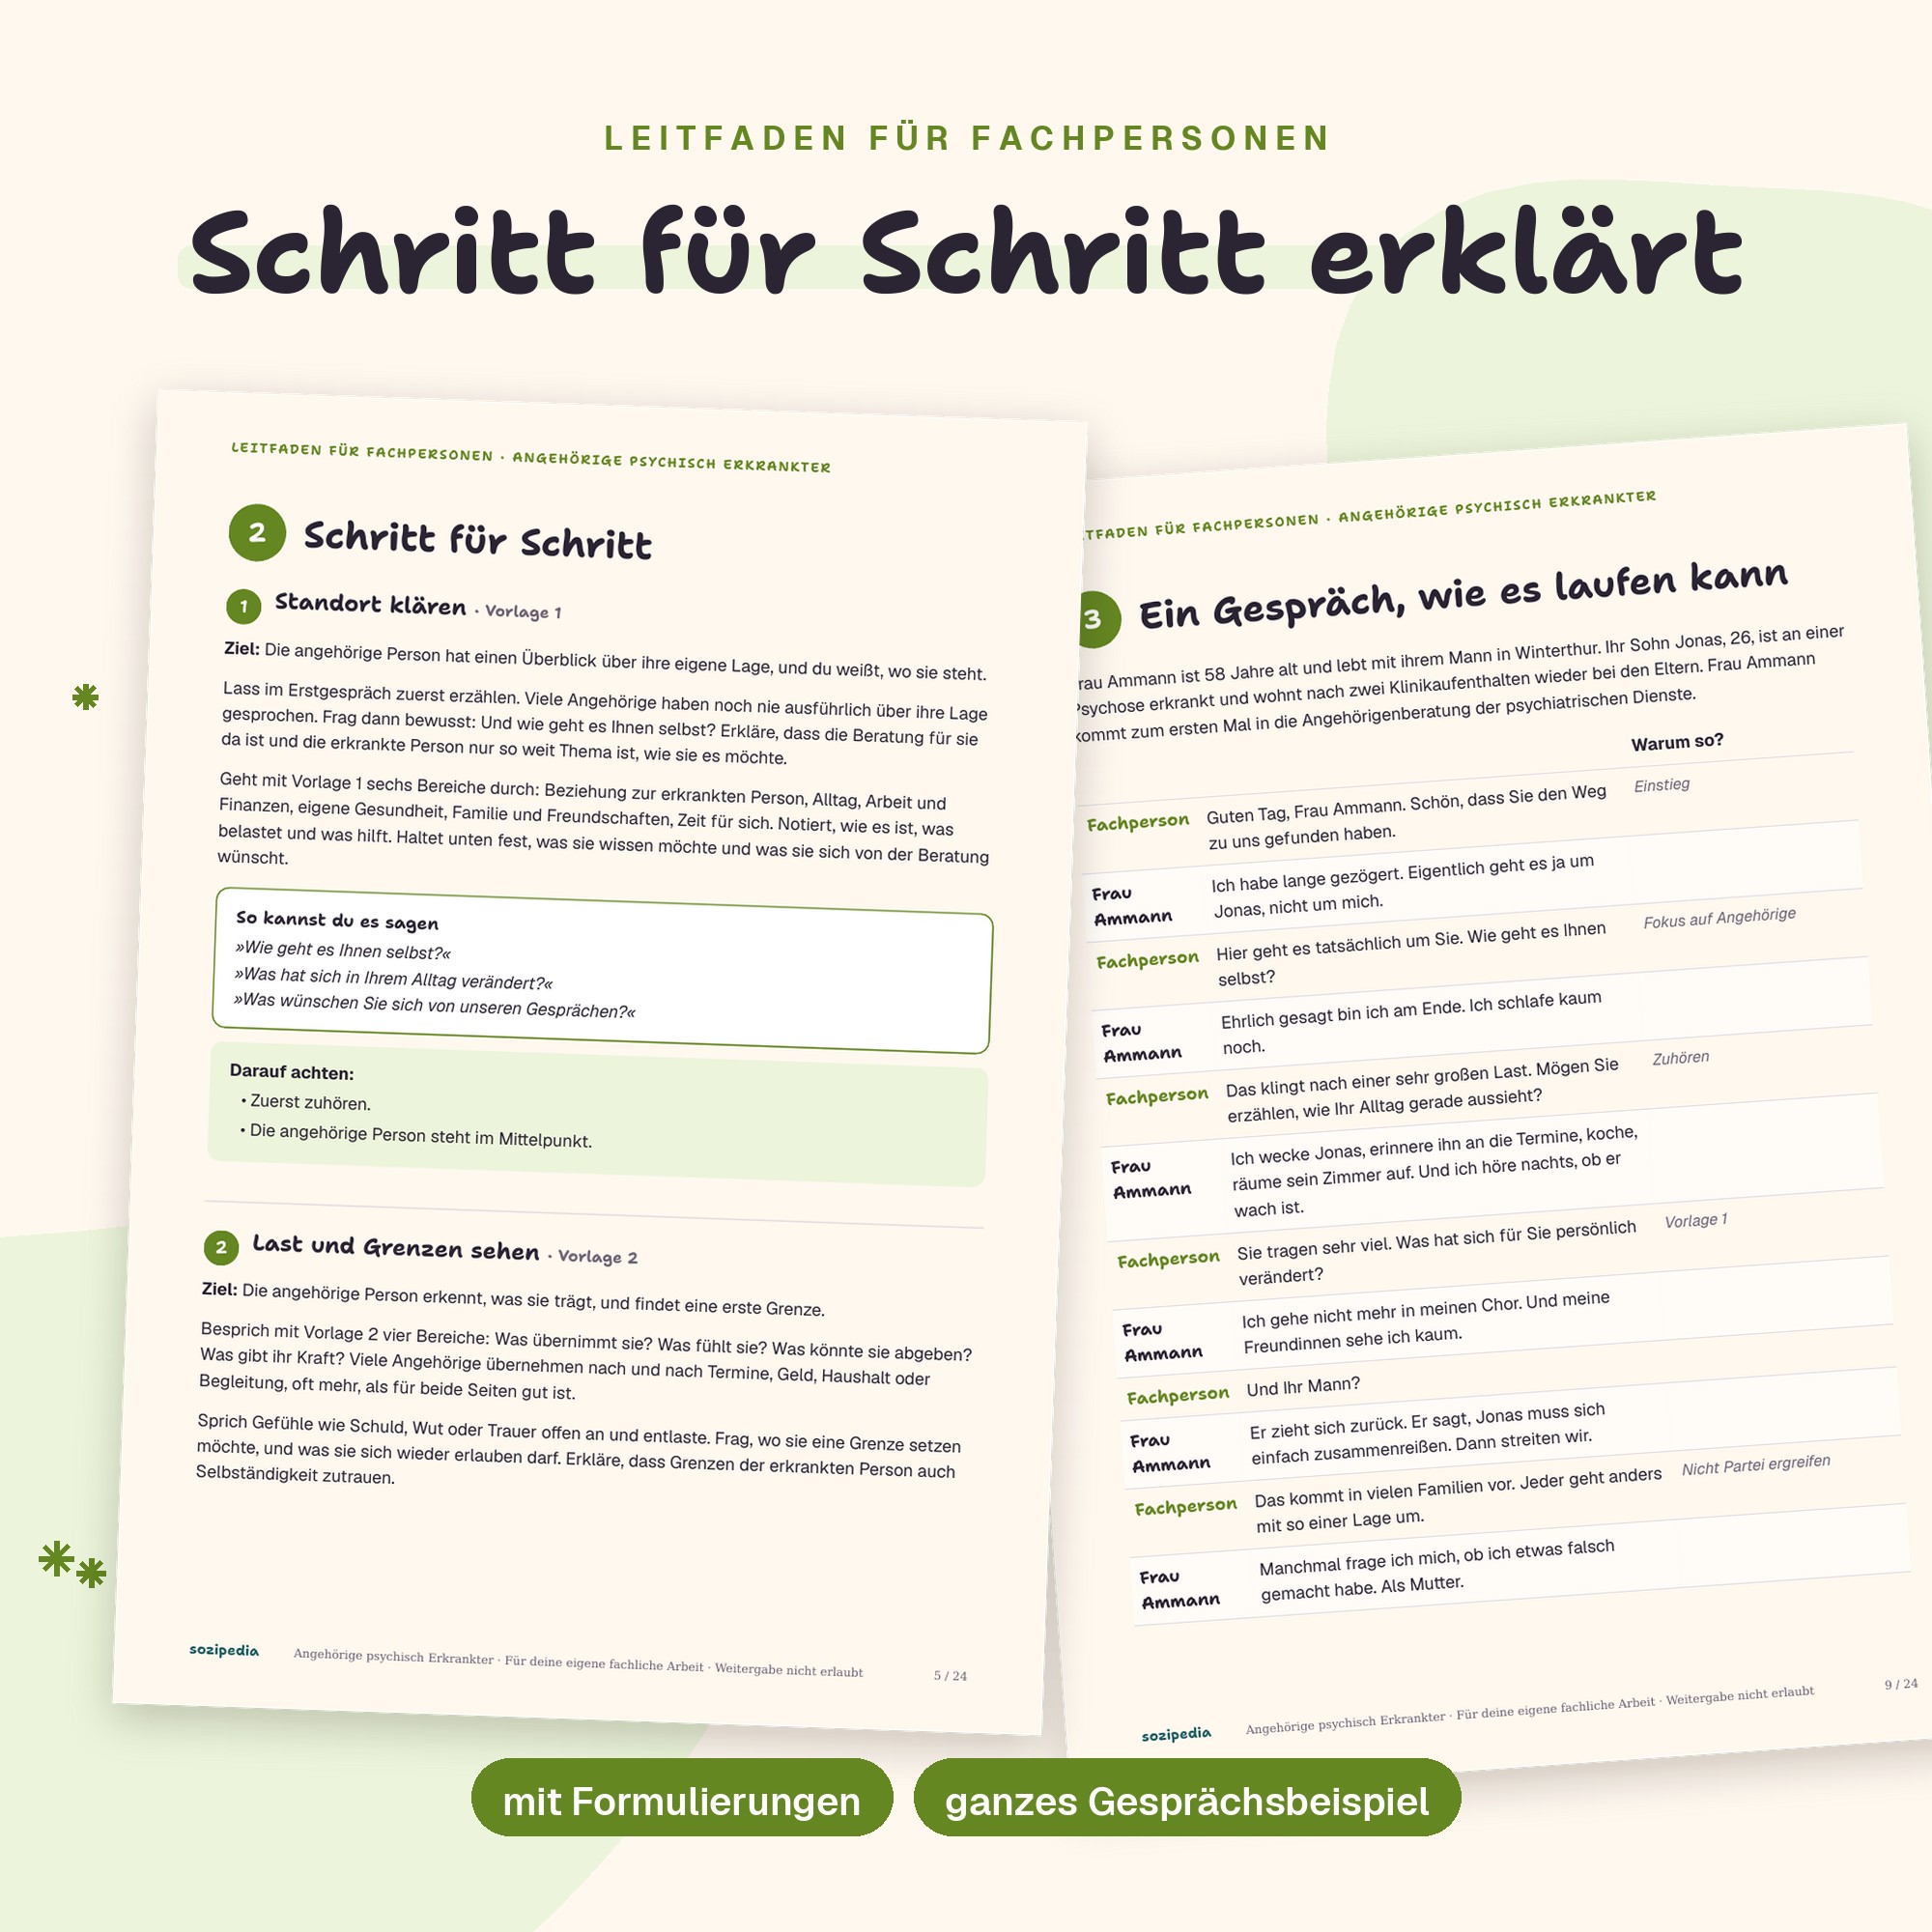 LEITFADEN FÜR FACHPERSONEN
Schritt für Schritt erklärt
LEITFADEN FÜR FACHPERSONEN · ANGEHÖRIGE PSYCHISCH ERKRANKTER
2 Schritt für Schritt
1 Standort klären · Vorlage 1
Ziel: Die angehörige Person hat einen Überblick über ihre eigene Lage, und du weißt, wo sie steht.
Lass im Erstgespräch zuerst erzählen. Viele Angehörige haben noch nie ausführlich über ihre Lage
gesprochen. Frag dann bewusst: Und wie geht es Ihnen selbst? Erkläre, dass die Beratung für sie
da ist und die erkrankte Person nur so weit Thema ist, wie sie es möchte.
Geht mit Vorlage 1 sechs Bereiche durch: Beziehung zur erkrankten Person, Alltag, Arbeit und
Finanzen, eigene Gesundheit, Familie und Freundschaften, Zeit für sich. Notiert, wie es ist, was
belastet und was hilft. Haltet unten fest, was sie wissen möchte und was sie sich von der Beratung
wünscht.
So kannst du es sagen
»Wie geht es Ihnen selbst?«
»Was hat sich in Ihrem Alltag verändert?«
»Was wünschen Sie sich von unseren Gesprächen?«
Darauf achten:
• Zuerst zuhören.
• Die angehörige Person steht im Mittelpunkt.
2 Last und Grenzen sehen · Vorlage 2
Ziel: Die angehörige Person erkennt, was sie trägt, und findet eine erste Grenze.
Besprich mit Vorlage 2 vier Bereiche: Was übernimmt sie? Was fühlt sie? Was könnte sie abgeben?
Was gibt ihr Kraft? Viele Angehörige übernehmen nach und nach Termine, Geld, Haushalt oder
Begleitung, oft mehr, als für beide Seiten gut ist.
Sprich Gefühle wie Schuld, Wut oder Trauer offen an und entlaste. Frag, wo sie eine Grenze setzen
möchte, und was sie sich wieder erlauben darf. Erkläre, dass Grenzen der erkrankten Person auch
Selbständigkeit zutrauen.
sozipedia Angehörige psychisch Erkrankter · Für deine eigene fachliche Arbeit · Weitergabe nicht erlaubt 5 / 24
TFADEN FÜR FACHPERSONEN · ANGEHÖRIGE PSYCHISCH ERKRANKTER
3 Ein Gespräch, wie es laufen kann
rau Ammann ist 58 Jahre alt und lebt mit ihrem Mann in Winterthur. Ihr Sohn Jonas, 26, ist an einer
Psychose erkrankt und wohnt nach zwei Klinikaufenthalten wieder bei den Eltern. Frau Ammann
kommt zum ersten Mal in die Angehörigenberatung der psychiatrischen Dienste.
Warum so?
Fachperson Guten Tag, Frau Ammann. Schön, dass Sie den Weg Einstieg
zu uns gefunden haben.
Frau Ich habe lange gezögert. Eigentlich geht es ja um
Ammann Jonas, nicht um mich.
Fachperson Hier geht es tatsächlich um Sie. Wie geht es Ihnen Fokus auf Angehörige
selbst?
Frau Ehrlich gesagt bin ich am Ende. Ich schlafe kaum
Ammann noch.
Fachperson Das klingt nach einer sehr großen Last. Mögen Sie Zuhören
erzählen, wie Ihr Alltag gerade aussieht?
Frau Ich wecke Jonas, erinnere ihn an die Termine, koche,
Ammann räume sein Zimmer auf. Und ich höre nachts, ob er
wach ist.
Fachperson Sie tragen sehr viel. Was hat sich für Sie persönlich Vorlage 1
verändert?
Frau Ich gehe nicht mehr in meinen Chor. Und meine
Ammann Freundinnen sehe ich kaum.
Fachperson Und Ihr Mann?
Frau Er zieht sich zurück. Er sagt, Jonas muss sich
Ammann einfach zusammenreißen. Dann streiten wir.
Fachperson Das kommt in vielen Familien vor. Jeder geht anders Nicht Partei ergreifen
mit so einer Lage um.
Frau Manchmal frage ich mich, ob ich etwas falsch
Ammann gemacht habe. Als Mutter.
sozipedia Angehörige psychisch Erkrankter · Für deine eigene fachliche Arbeit · Weitergabe nicht erlaubt 9 / 24
mit Formulierungen
ganzes Gesprächsbeispiel